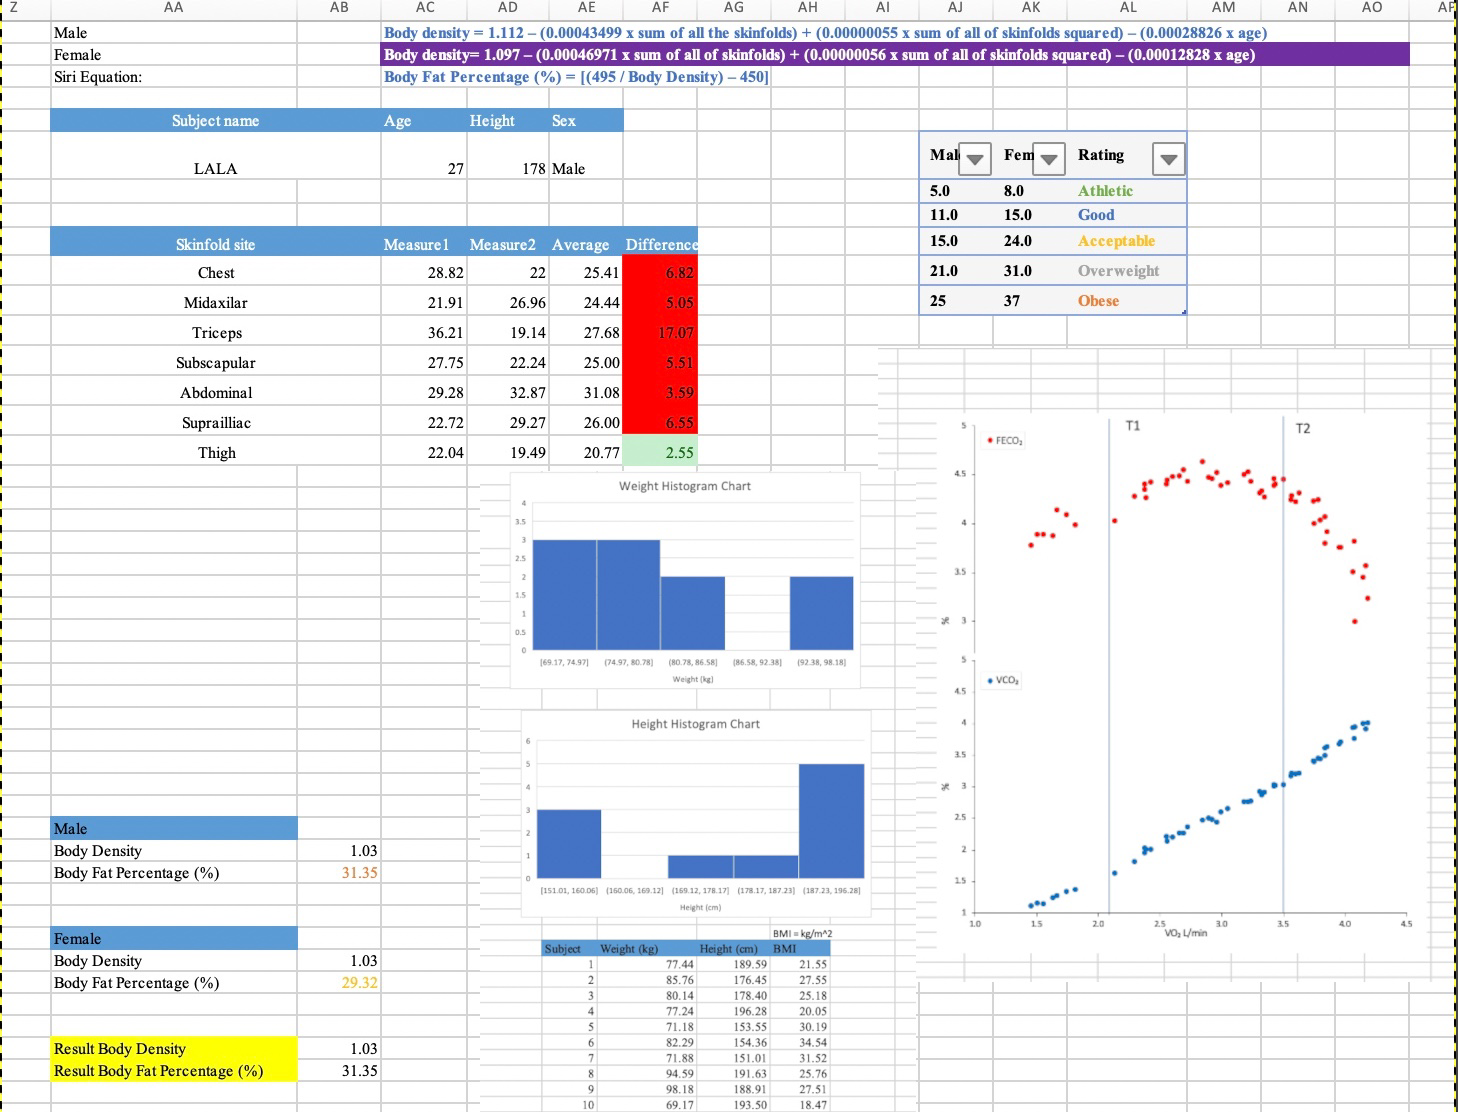 Z AA AB AC AD AE AF AG AH AI AJ AK AL AM AN AO
Male Body density = 1.112 – (0.00043499 x sum of all the skinfolds) + (0.00000055 x sum of all of skinfolds squared) – (0.00028826 x age)
Female Body density= 1.097 – (0.00046971 x sum of all of skinfolds) + (0.00000056 x sum of all of skinfolds squared) – (0.00012828 x age)
Siri Equation: Body Fat Percentage (%) = [(495 / Body Density) – 450]
Subject name Age Height Sex
LALA 27 178 Male
Skinfold site Measure1 Measure2 Average Difference
Chest 28.82 22 25.41 6.82
Midaxilar 21.91 26.96 24.44 5.05
Triceps 36.21 19.14 27.68 17.07
Subscapular 27.75 22.24 25.00 5.51
Abdominal 29.28 32.87 31.08 3.59
Suprailliac 22.72 29.27 26.00 6.55
Thigh 22.04 19.49 20.77 2.55
Mal Fem Rating
5.0 8.0 Athletic
11.0 15.0 Good
15.0 24.0 Acceptable
21.0 31.0 Overweight
25 37 Obese
Weight Histogram Chart
4
3.5
3
2.5
2
1.5
1
0.5
0
[69.17, 74.97] (74.97, 80.78] (80.78, 86.58] (86.58, 92.38] (92.38, 98.18]
Weight (kg)
Height Histogram Chart
6
5
4
3
2
1
0
[151.01, 160.06] (160.06, 169.12] (169.12, 178.17] (178.17, 187.23] (187.23, 196.28]
Height (cm)
T1 T2
FECO₂
5
4.5
4
3.5
3
%
VCO₂
5
4.5
4
3.5
3
%
2.5
2
1.5
1
1.0 1.5 2.0 2.5 3.0 3.5 4.0 4.5
VO₂ L/min
Male
Body Density 1.03
Body Fat Percentage (%) 31.35
Female
Body Density 1.03
Body Fat Percentage (%) 29.32
Result Body Density 1.03
Result Body Fat Percentage (%) 31.35
BMI = kg/m^2
Subject Weight (kg) Height (cm) BMI
1 77.44 189.59 21.55
2 85.76 176.45 27.55
3 80.14 178.40 25.18
4 77.24 196.28 20.05
5 71.18 153.55 30.19
6 82.29 154.36 34.54
7 71.88 151.01 31.52
8 94.59 191.63 25.76
9 98.18 188.91 27.51
10 69.17 193.50 18.47